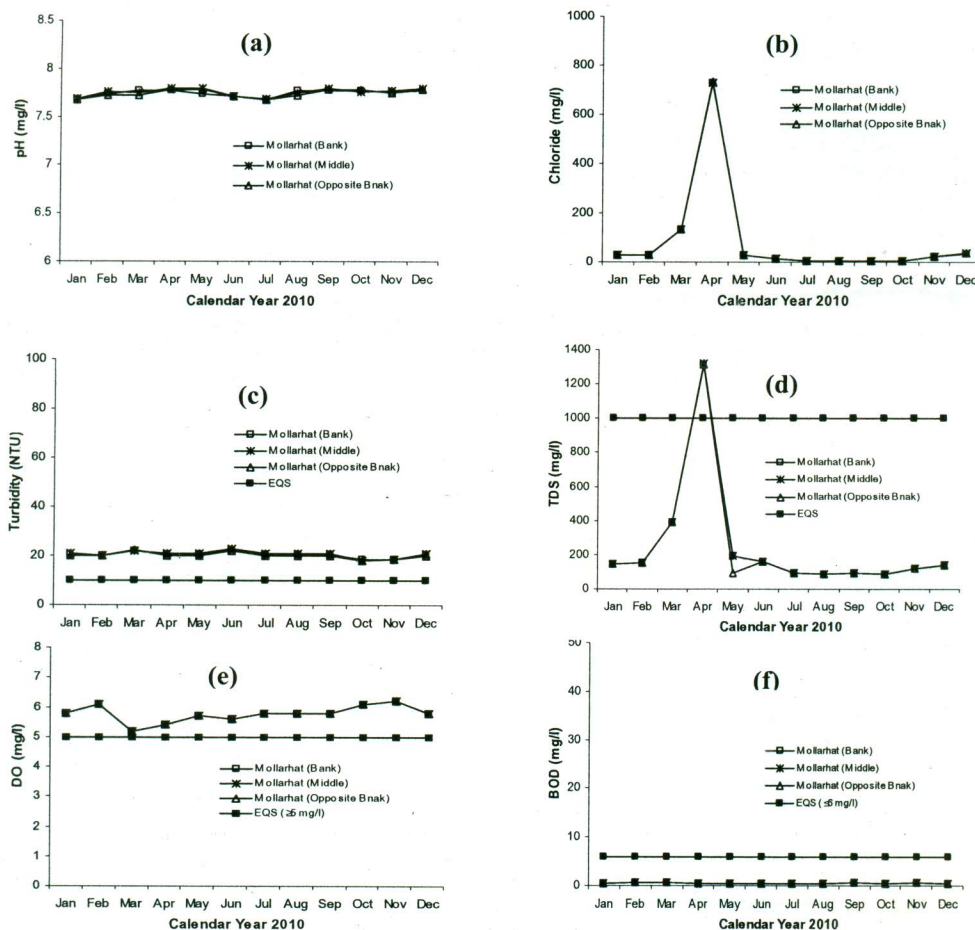 (a)
8.5
8
7.5
7
6.5
6
pH (mg/l)
Mollarhat (Bank)
Mollarhat (Middle)
Mollarhat (Opposite Bnak)
Jan Feb Mar Apr May Jun Jul Aug Sep Oct Nov Dec
Calendar Year 2010
(b)
1000
800
600
400
200
0
Chloride (mg/l)
Mollarhat (Bank)
Mollarhat (Middle)
Mollarhat (Opposite Bnak)
Jan Feb Mar Apr May Jun Jul Aug Sep Oct Nov Dec
Calendar Year 2010
(c)
100
80
60
40
20
0
Turbidity (NTU)
Mollarhat (Bank)
Mollarhat (Middle)
Mollarhat (Opposite Bnak)
EQS
Jan Feb Mar Apr May Jun Jul Aug Sep Oct Nov Dec
Calendar Year 2010
(d)
1400
1200
1000
800
600
400
200
0
TDS (mg/l)
Mollarhat (Bank)
Mollarhat (Middle)
Mollarhat (Opposite Bnak)
EQS
Jan Feb Mar Apr May Jun Jul Aug Sep Oct Nov Dec
Calendar Year 2010
(e)
8
7
6
5
4
3
2
1
0
DO (mg/l)
Mollarhat (Bank)
Mollarhat (Middle)
Mollarhat (Opposite Bnak)
EQS (≥5 mg/l)
Jan Feb Mar Apr May Jun Jul Aug Sep Oct Nov Dec
Calendar Year 2010
(f)
50
40
30
20
10
0
BOD (mg/l)
Mollarhat (Bank)
Mollarhat (Middle)
Mollarhat (Opposite Bnak)
EQS (≤6 mg/l)
Jan Feb Mar Apr May Jun Jul Aug Sep Oct Nov Dec
Calendar Year 2010